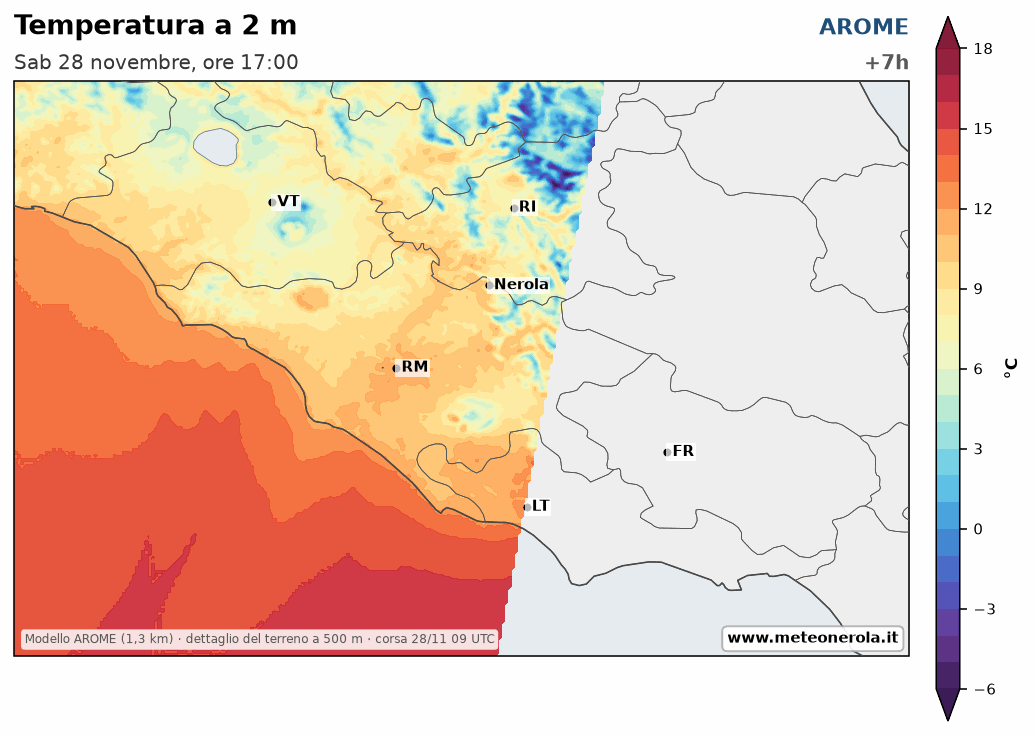 Temperatura a 2 m
AROME
Sab 28 novembre, ore 17:00
+7h
VT
RI
Nerola
RM
FR
LT
Modello AROME (1,3 km) · dettaglio del terreno a 500 m · corsa 28/11 09 UTC
www.meteonerola.it
18
15
12
9
6
3
0
−3
−6
°C